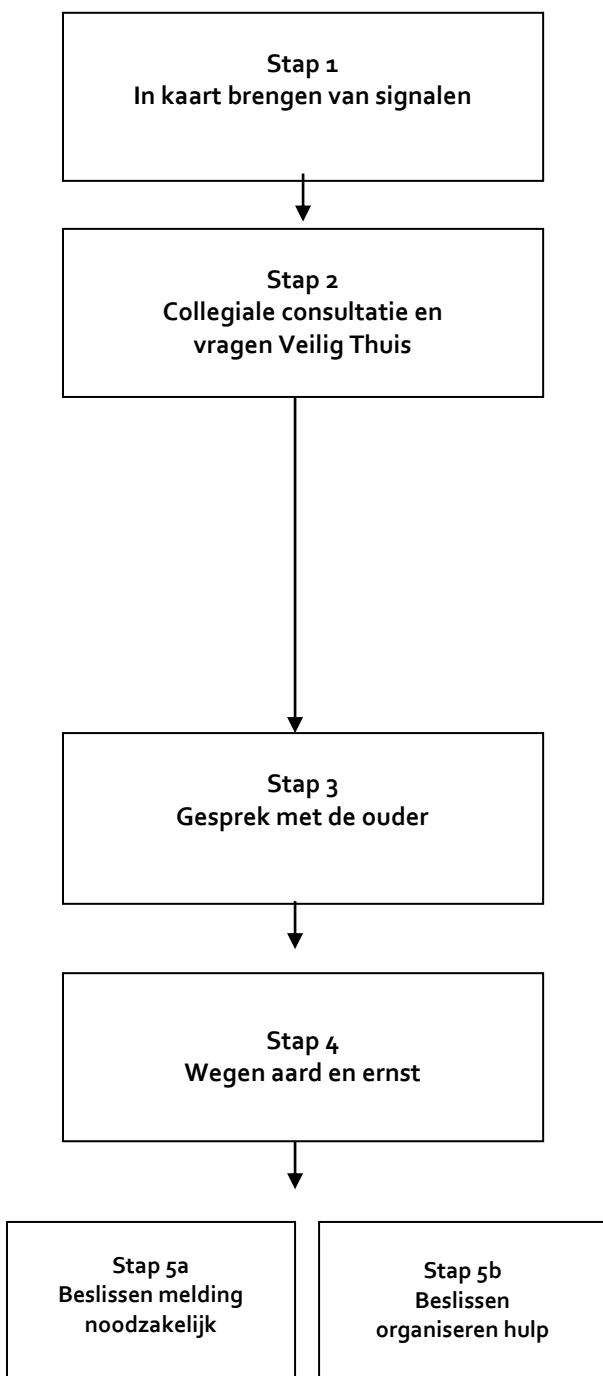 Stap 1
In kaart brengen van signalen
Stap 2
Collegiale consultatie en
vragen Veilig Thuis
Stap 3
Gesprek met de ouder
Stap 4
Wegen aard en ernst
Stap 5a
Beslissen melding
noodzakelijk
Stap 5b
Beslissen
organiseren hulp